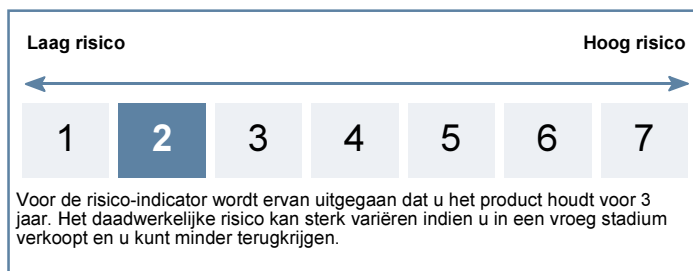 Laag risico Hoog risico
1 2 3 4 5 6 7
Voor de risico-indicator wordt ervan uitgegaan dat u het product houdt voor 3
jaar. Het daadwerkelijke risico kan sterk variëren indien u in een vroeg stadium
verkoopt en u kunt minder terugkrijgen.